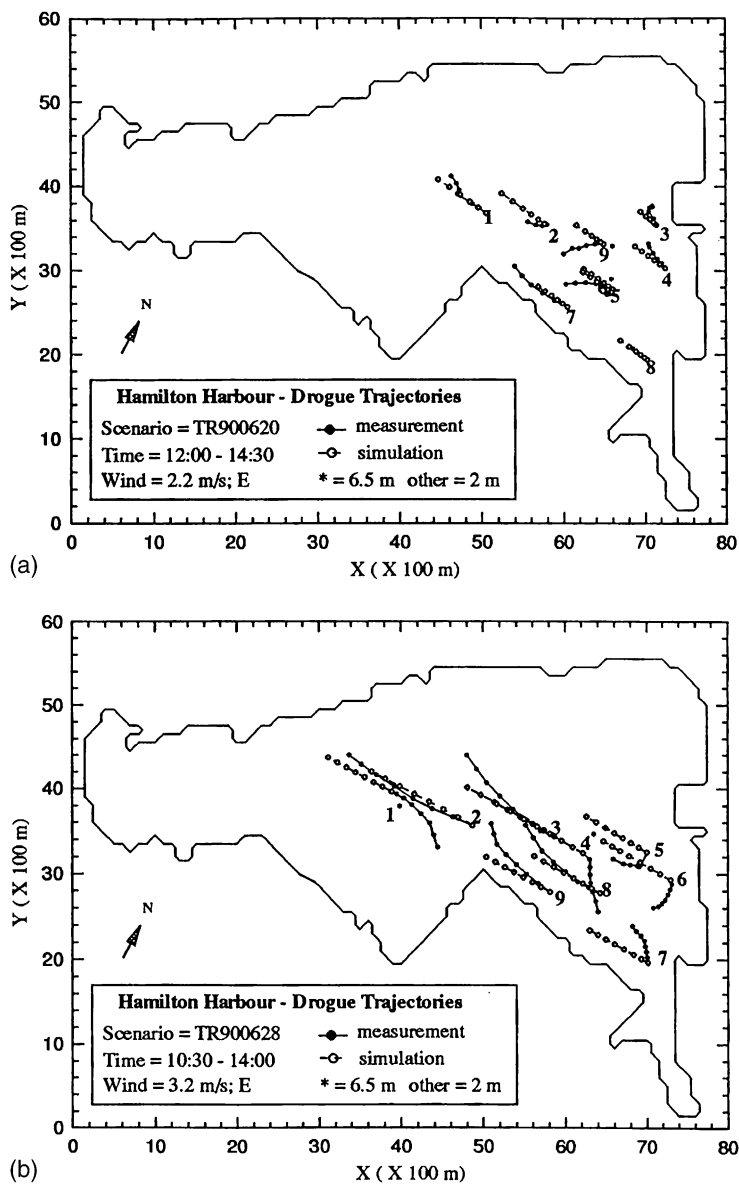 60
50
40
30
20
10
0
Y ( X 100 m)
1
2
3
9
4
5
7
8
N
Hamilton Harbour - Drogue Trajectories
Scenario = TR900620 measurement
Time = 12:00 - 14:30 simulation
Wind = 2.2 m/s; E * = 6.5 m other = 2 m
0 10 20 30 40 50 60 70 80
X ( X 100 m)
(a)
60
50
40
30
20
10
0
Y ( X 100 m)
1
2
3
4
5
6
8
9
7
N
Hamilton Harbour - Drogue Trajectories
Scenario = TR900628 measurement
Time = 10:30 - 14:00 simulation
Wind = 3.2 m/s; E * = 6.5 m other = 2 m
0 10 20 30 40 50 60 70 80
X ( X 100 m)
(b)